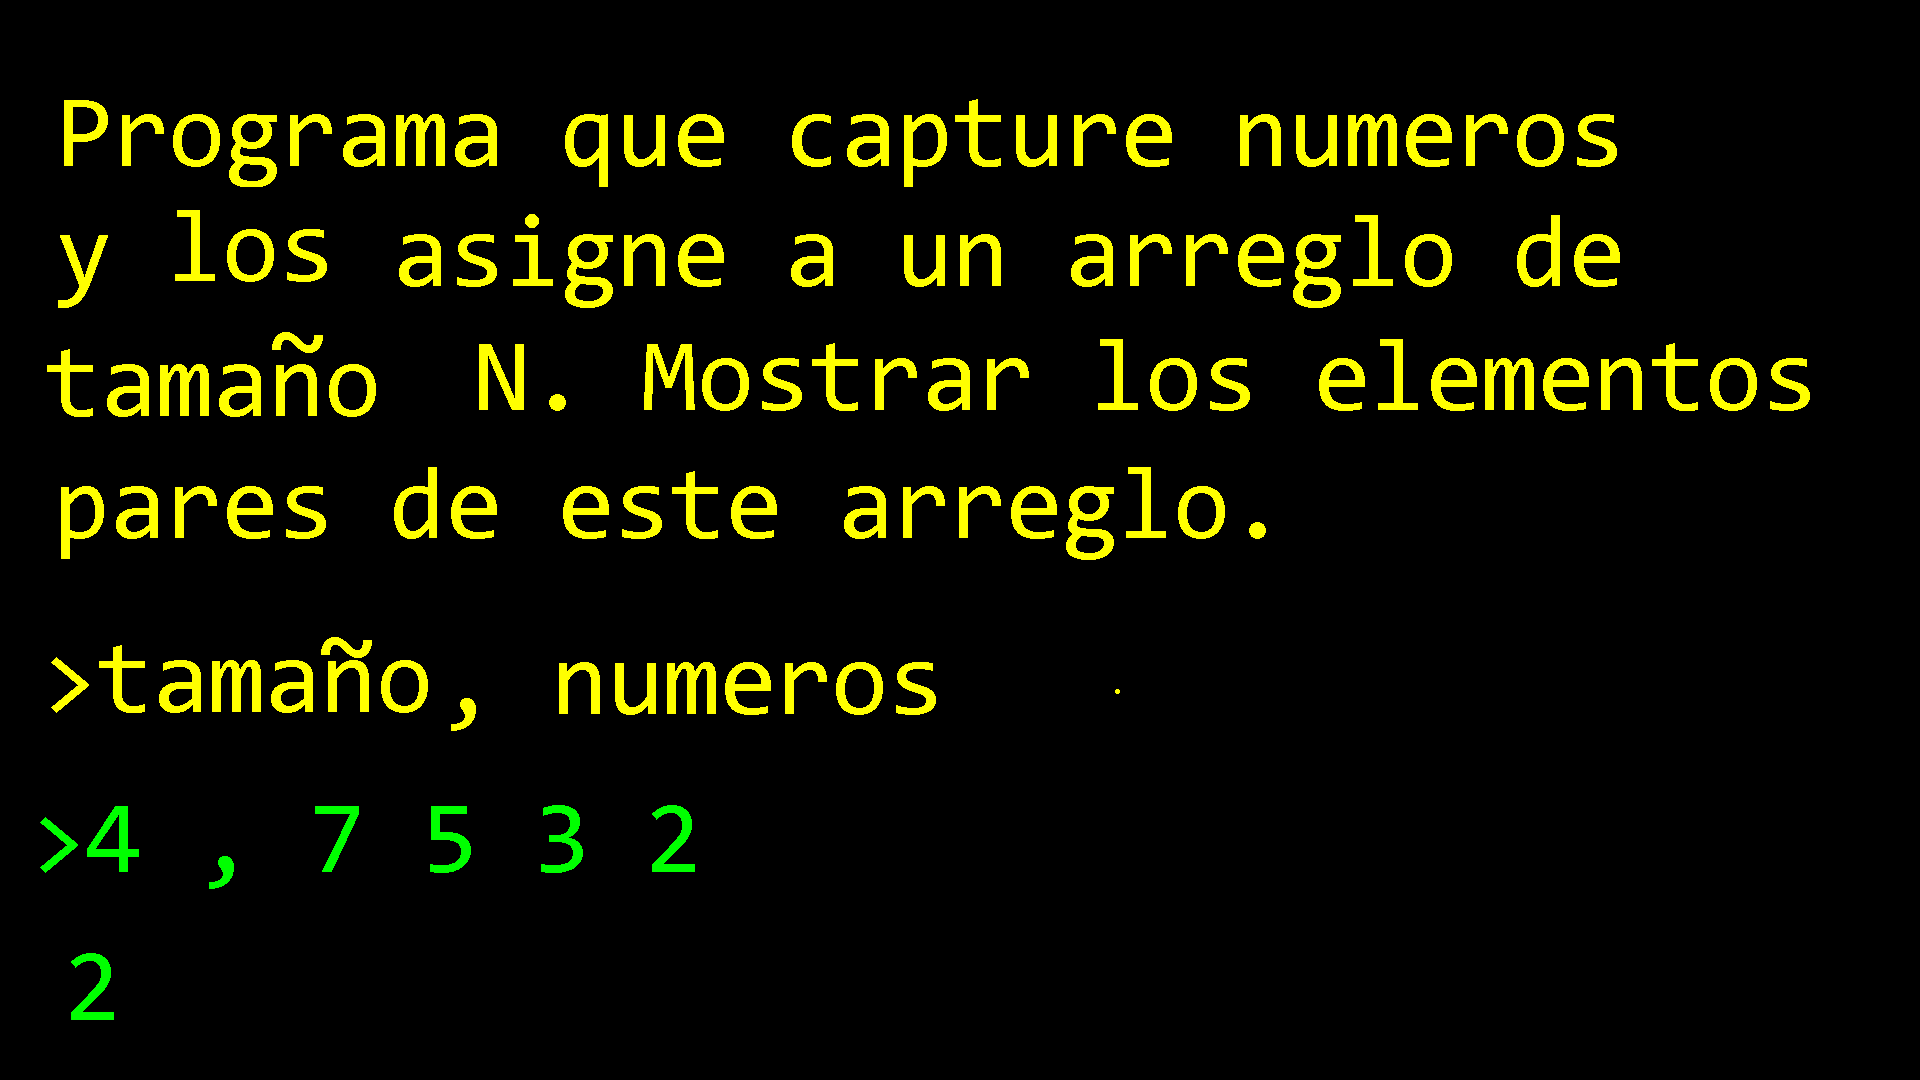 Programa que capture numeros
y los asigne a un arreglo de
tamaño N. Mostrar los elementos
pares de este arreglo.
>tamaño, numeros
>4 , 7 5 3 2
2